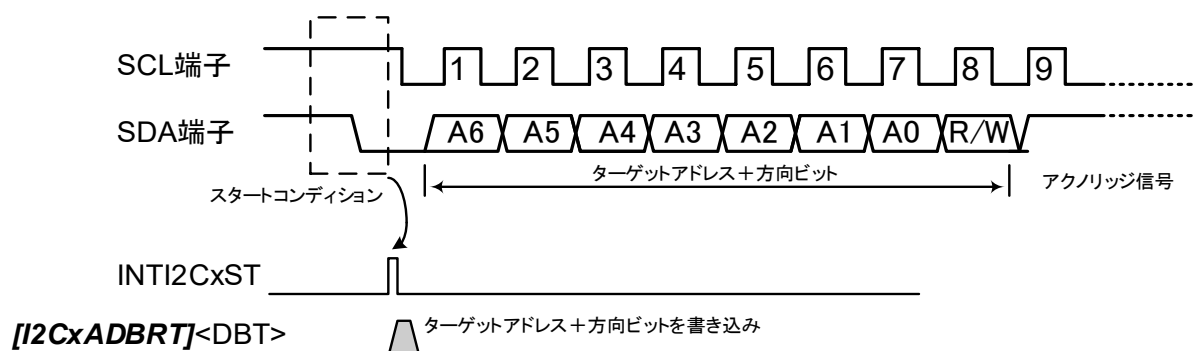 SCL端子 1 2 3 4 5 6 7 8 9
SDA端子 A6 A5 A4 A3 A2 A1 A0 R/W
ターゲットアドレス＋方向ビット
アクノリッジ信号
スタートコンディション
INTI2CxST
[I2CxADBRT]<DBT> ターゲットアドレス＋方向ビットを書き込み